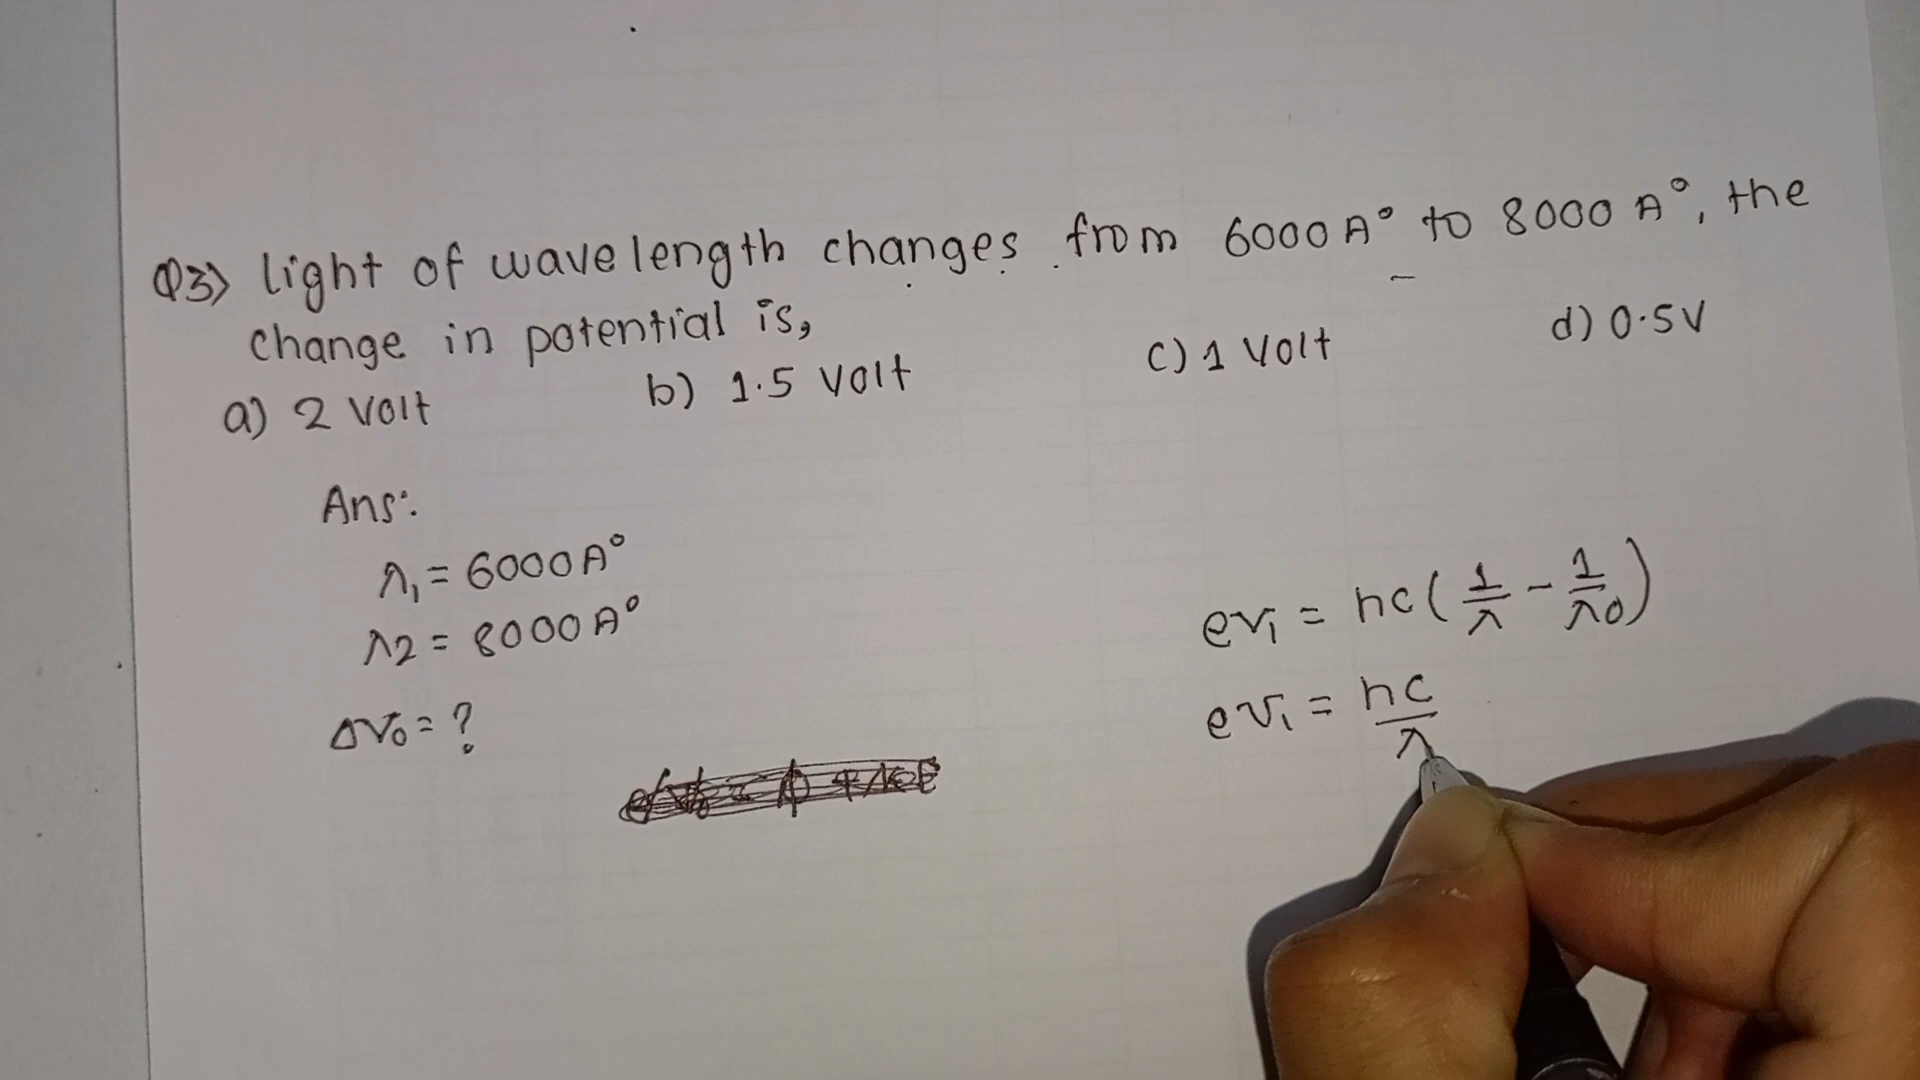 Q3) light of wavelength changes from 6000 A° to 8000 A°, the
change in potential is,
a) 2 Volt b) 1.5 Volt c) 1 Volt d) 0.5V
Ans:
λ₁ = 6000 A°
λ2 = 8000 A°
ΔV₀ = ?
eV₁ = hc(1/λ - 1/λ0)
eV₁ = hc/λ